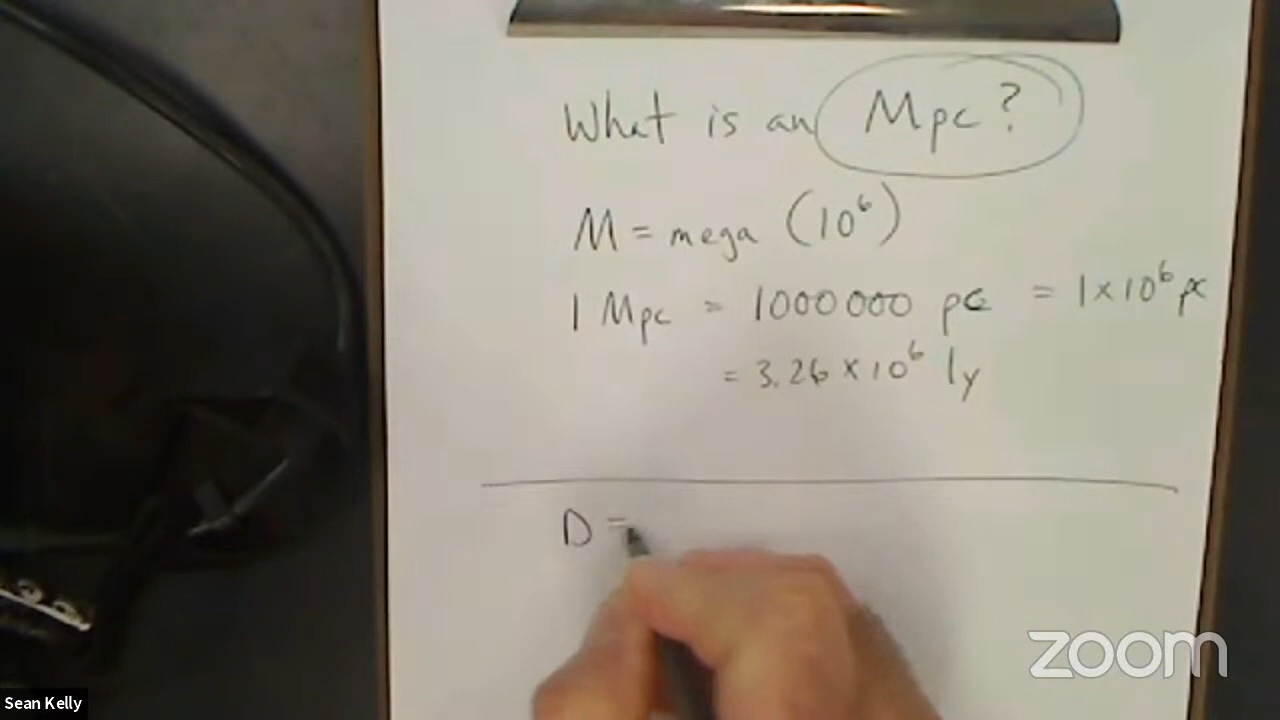 What is an Mpc?
M = mega (10⁶)
1 Mpc = 1000000 pc = 1×10⁶ pc
= 3.26 × 10⁶ ly
D =
zoom
Sean Kelly